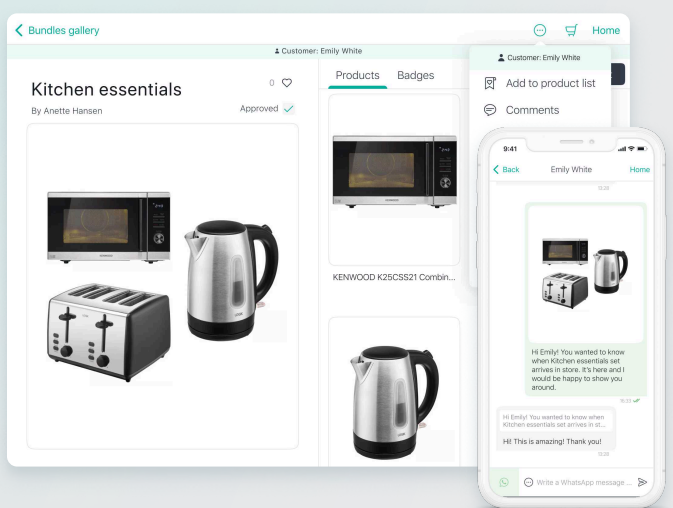 Bundles gallery
Home
Customer: Emily White
Kitchen essentials
0
By Anette Hansen
Approved
Products Badges
KENWOOD K25CSS21 Combin...
Customer: Emily White
Add to product list
Comments
9:41
Back
Emily White
Home
Hi Emily! You wanted to know
when Kitchen essentials set
arrives in store. It's here and I
would be happy to show you
around.
Hi Emily! You wanted to know when
Kitchen essentials set arrives in st...
Hi! This is amazing! Thank you!
13:28
Write a WhatsApp message ...